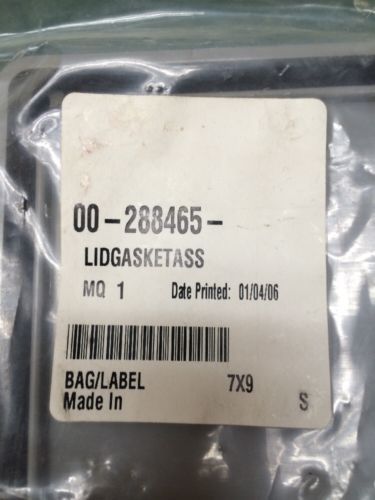 00-288465-
LIDGASKETASS
MQ 1 Date Printed: 01/04/06
BAG/LABEL 7X9
Made In S